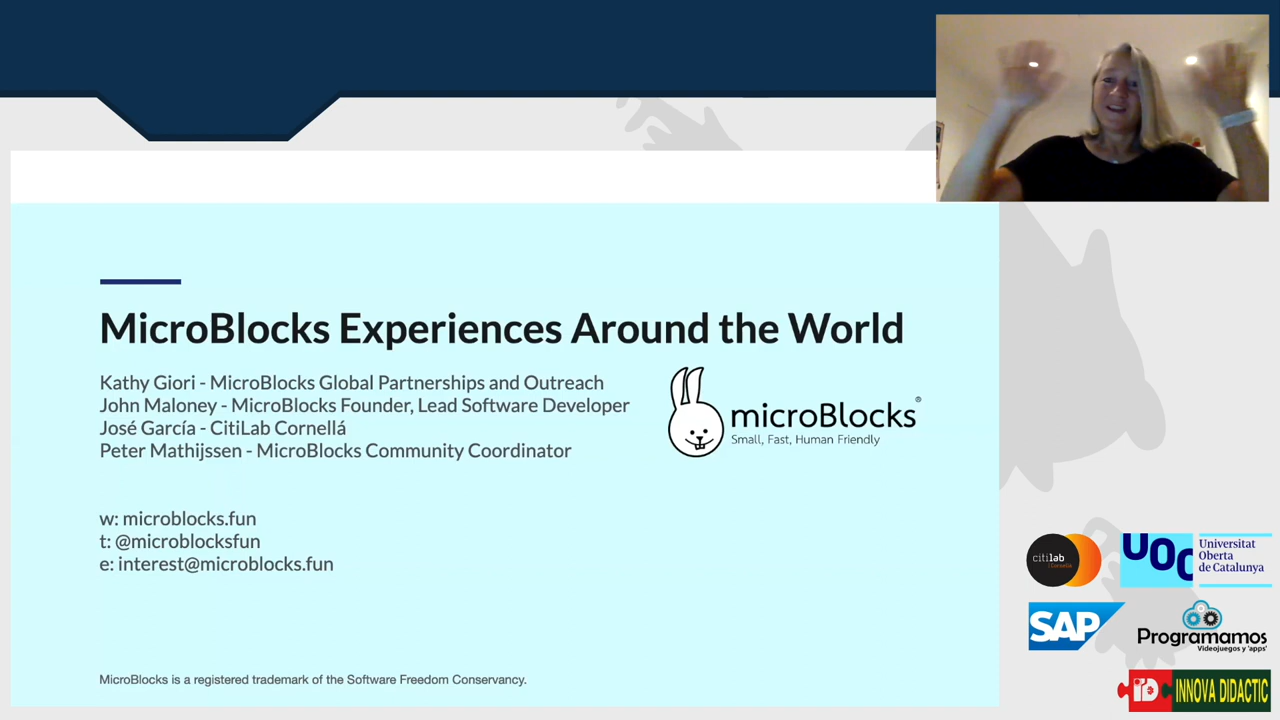 MicroBlocks Experiences Around the World
Kathy Giori - MicroBlocks Global Partnerships and Outreach
John Maloney - MicroBlocks Founder, Lead Software Developer
José García - CitiLab Cornellá
Peter Mathijssen - MicroBlocks Community Coordinator
microBlocks®
Small, Fast, Human Friendly
w: microblocks.fun
t: @microblocksfun
e: interest@microblocks.fun
MicroBlocks is a registered trademark of the Software Freedom Conservancy.
citilab
Cornellà
UOC
Universitat
Oberta
de Catalunya
SAP
Programamos
Videojuegos y 'apps'
iD
INNOVA DIDACTIC